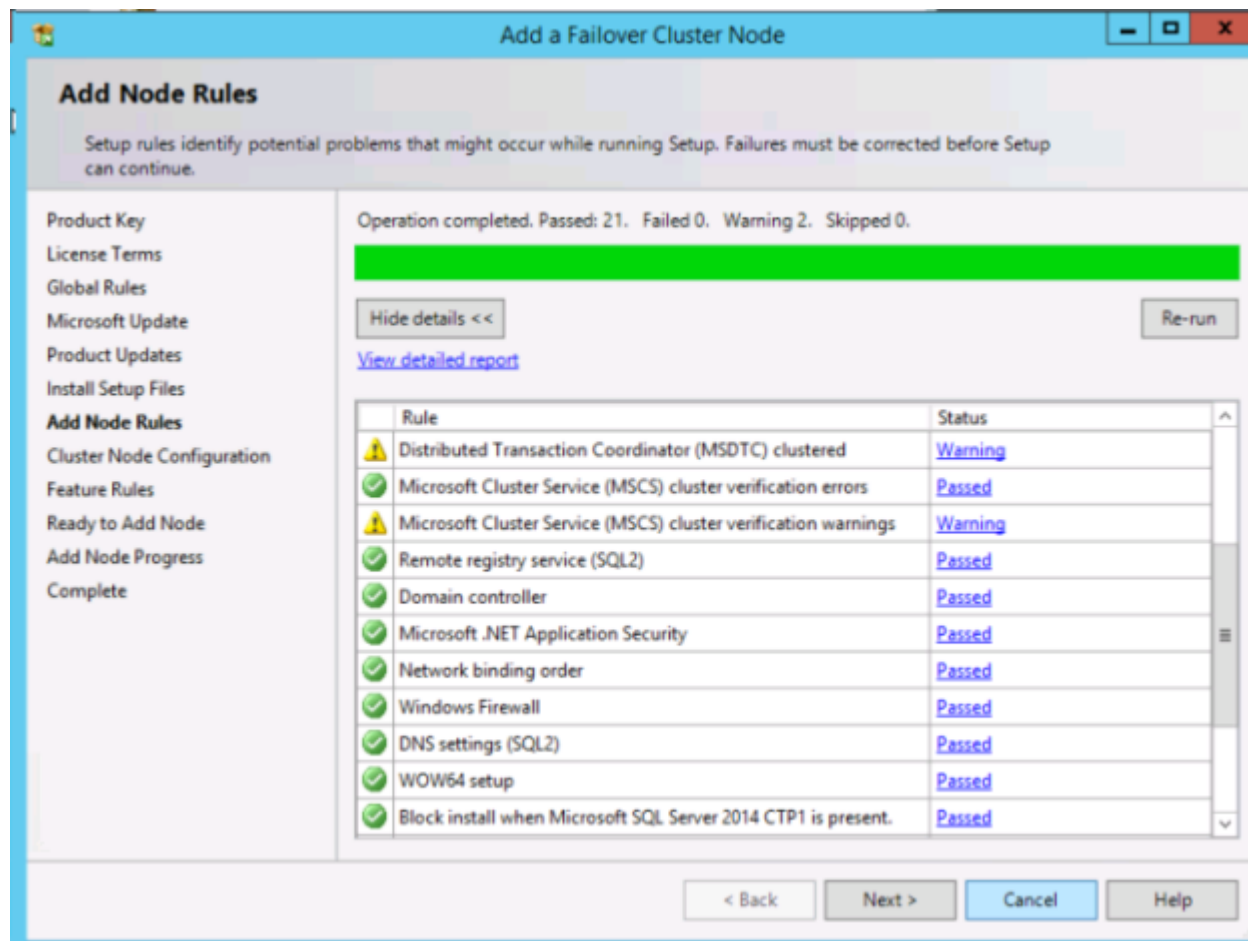 Add a Failover Cluster Node
Add Node Rules
Setup rules identify potential problems that might occur while running Setup. Failures must be corrected before Setup
can continue.
Product Key
License Terms
Global Rules
Microsoft Update
Product Updates
Install Setup Files
Add Node Rules
Cluster Node Configuration
Feature Rules
Ready to Add Node
Add Node Progress
Complete
Operation completed. Passed: 21. Failed 0. Warning 2. Skipped 0.
Hide details << Re-run
View detailed report
Rule Status
Distributed Transaction Coordinator (MSDTC) clustered Warning
Microsoft Cluster Service (MSCS) cluster verification errors Passed
Microsoft Cluster Service (MSCS) cluster verification warnings Warning
Remote registry service (SQL2) Passed
Domain controller Passed
Microsoft .NET Application Security Passed
Network binding order Passed
Windows Firewall Passed
DNS settings (SQL2) Passed
WOW64 setup Passed
Block install when Microsoft SQL Server 2014 CTP1 is present. Passed
< Back Next > Cancel Help